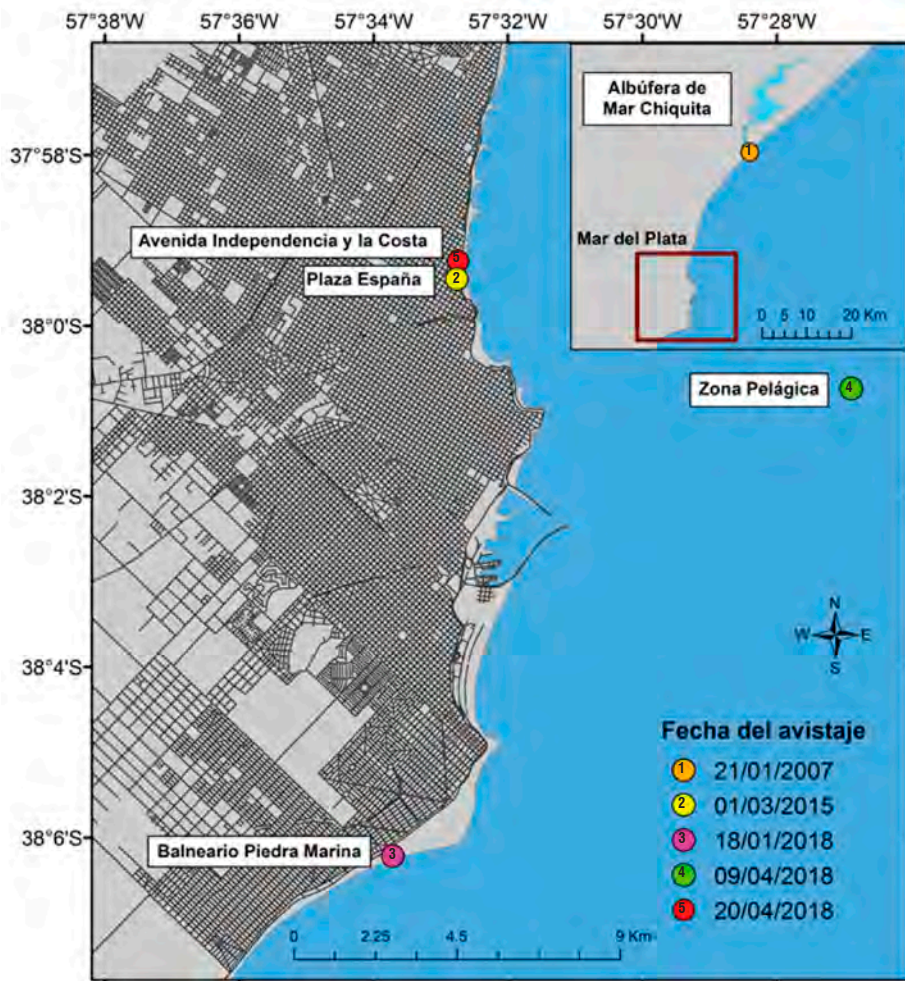 57°38'W 57°36'W 57°34'W 57°32'W 57°30'W 57°28'W
Albúfera de
Mar Chiquita
1
37°58'S
Avenida Independencia y la Costa
5
Mar del Plata
Plaza España
2
38°0'S
0 5 10 20 Km
Zona Pelágica
4
38°2'S
N
W E
S
38°4'S
Fecha del avistaje
1 21/01/2007
2 01/03/2015
3 18/01/2018
4 09/04/2018
5 20/04/2018
38°6'S
Balneario Piedra Marina
3
0 2.25 4.5 9 Km